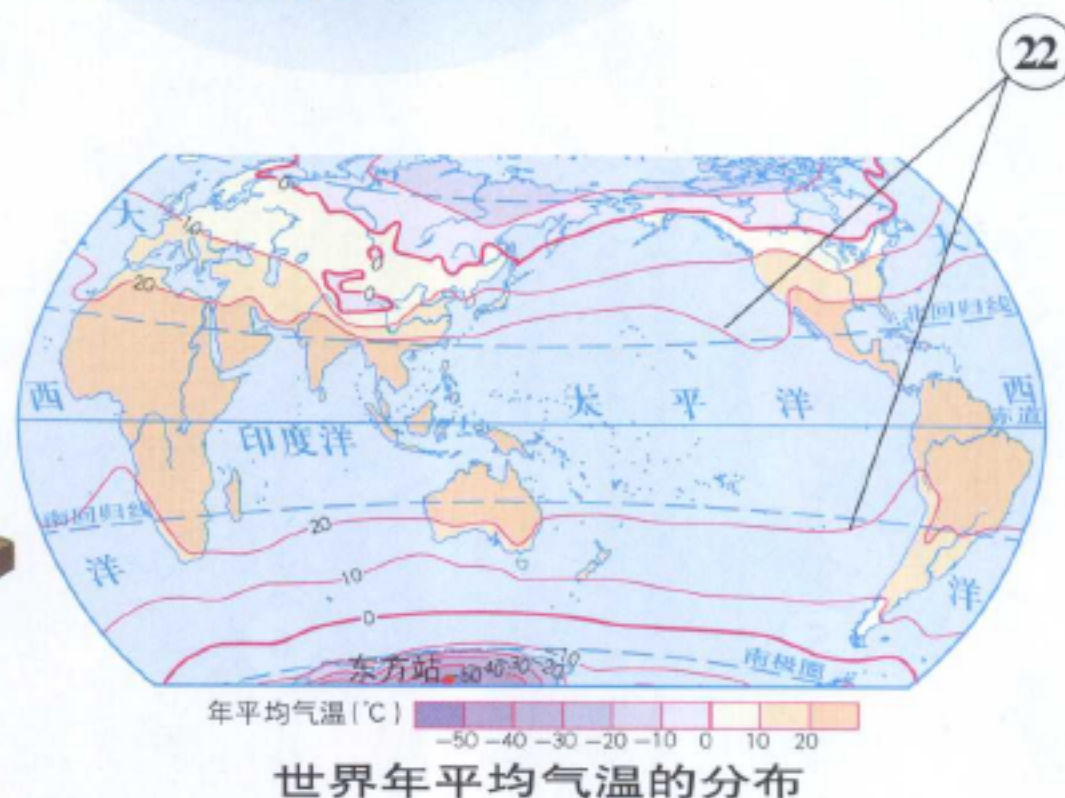 22
0
大
10
大
0
20
0
北回归线
西
太 平 洋
西
赤道
印度洋
南回归线
20
洋
10
洋
0
东方站
-50
-40
-30
-20
-10
南极圈
年平均气温(℃)
-50 -40 -30 -20 -10 0 10 20
世界年平均气温的分布